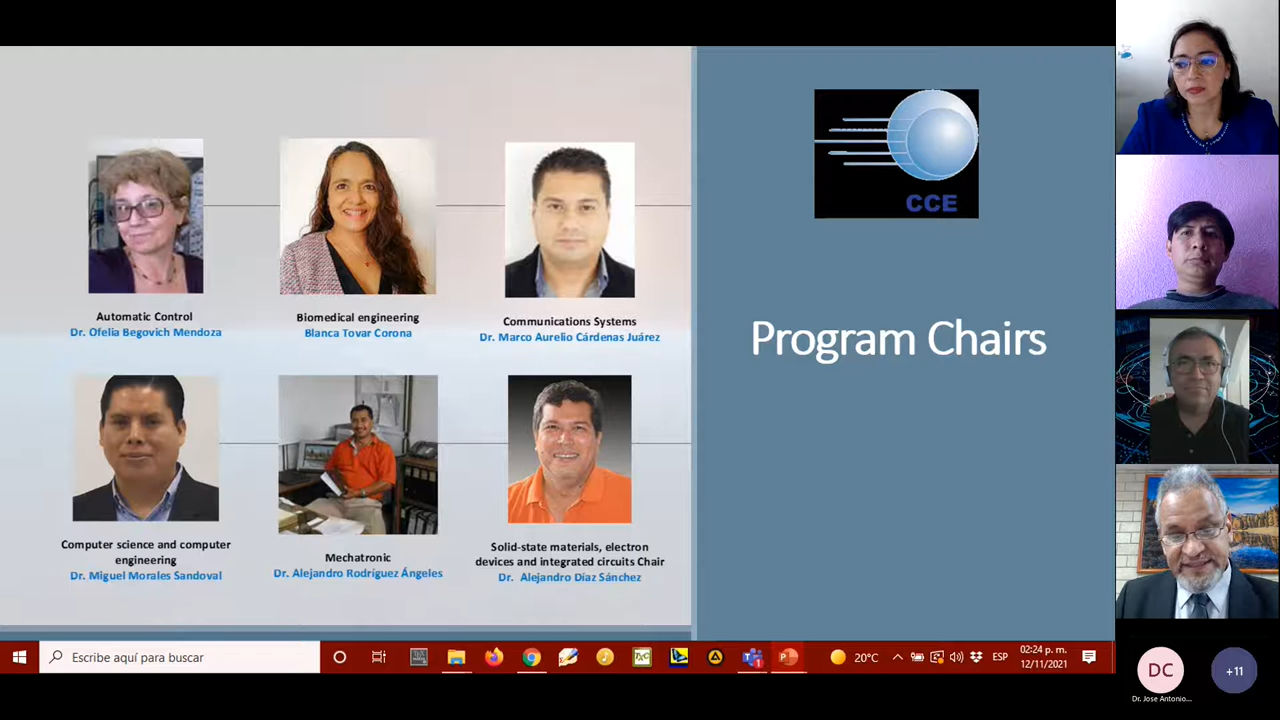 CCE
Program Chairs
Automatic Control
Dr. Ofelia Begovich Mendoza
Biomedical engineering
Blanca Tovar Corona
Communications Systems
Dr. Marco Aurelio Cárdenas Juárez
Computer science and computer
engineering
Dr. Miguel Morales Sandoval
Mechatronic
Dr. Alejandro Rodríguez Ángeles
Solid-state materials, electron
devices and integrated circuits Chair
Dr. Alejandro Díaz Sánchez
Escribe aquí para buscar
20°C
ESP
02:24 p. m.
12/11/2021
DC
+11
Dr. Jose Antonio...